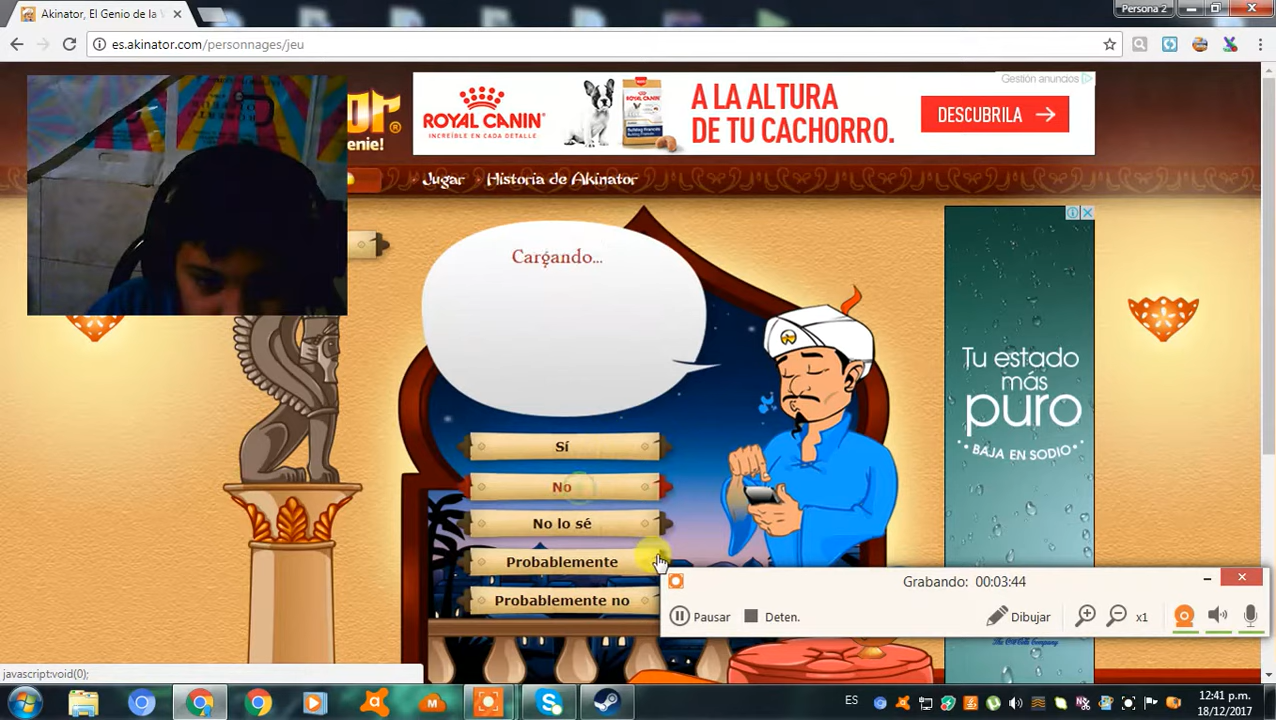 Akinator, El Genio de la
Persona 2
es.akinator.com/personnages/jeu
Gestión anuncios
or
enie!
ROYAL CANIN
INCREÍBLE EN CADA DETALLE
A LA ALTURA
DE TU CACHORRO.
DESCUBRILA
Jugar
Historia de Akinator
Cargando...
Sí
No
No lo sé
Probablemente
Probablemente no
Tu estado
más
puro
BAJA EN SODIO
Grabando: 00:03:44
Pausar
Deten.
Dibujar
x1
javascript:void(0);
ES
12:41 p.m.
18/12/2017